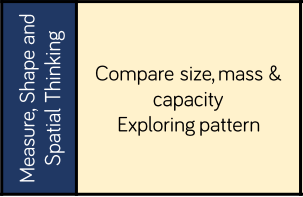 Measure, Shape and
Spatial Thinking
Compare size, mass &
capacity
Exploring pattern